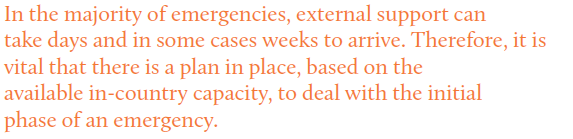 In the majority of emergencies, external support can
take days and in some cases weeks to arrive. Therefore, it is
vital that there is a plan in place, based on the
available in-country capacity, to deal with the initial
phase of an emergency.